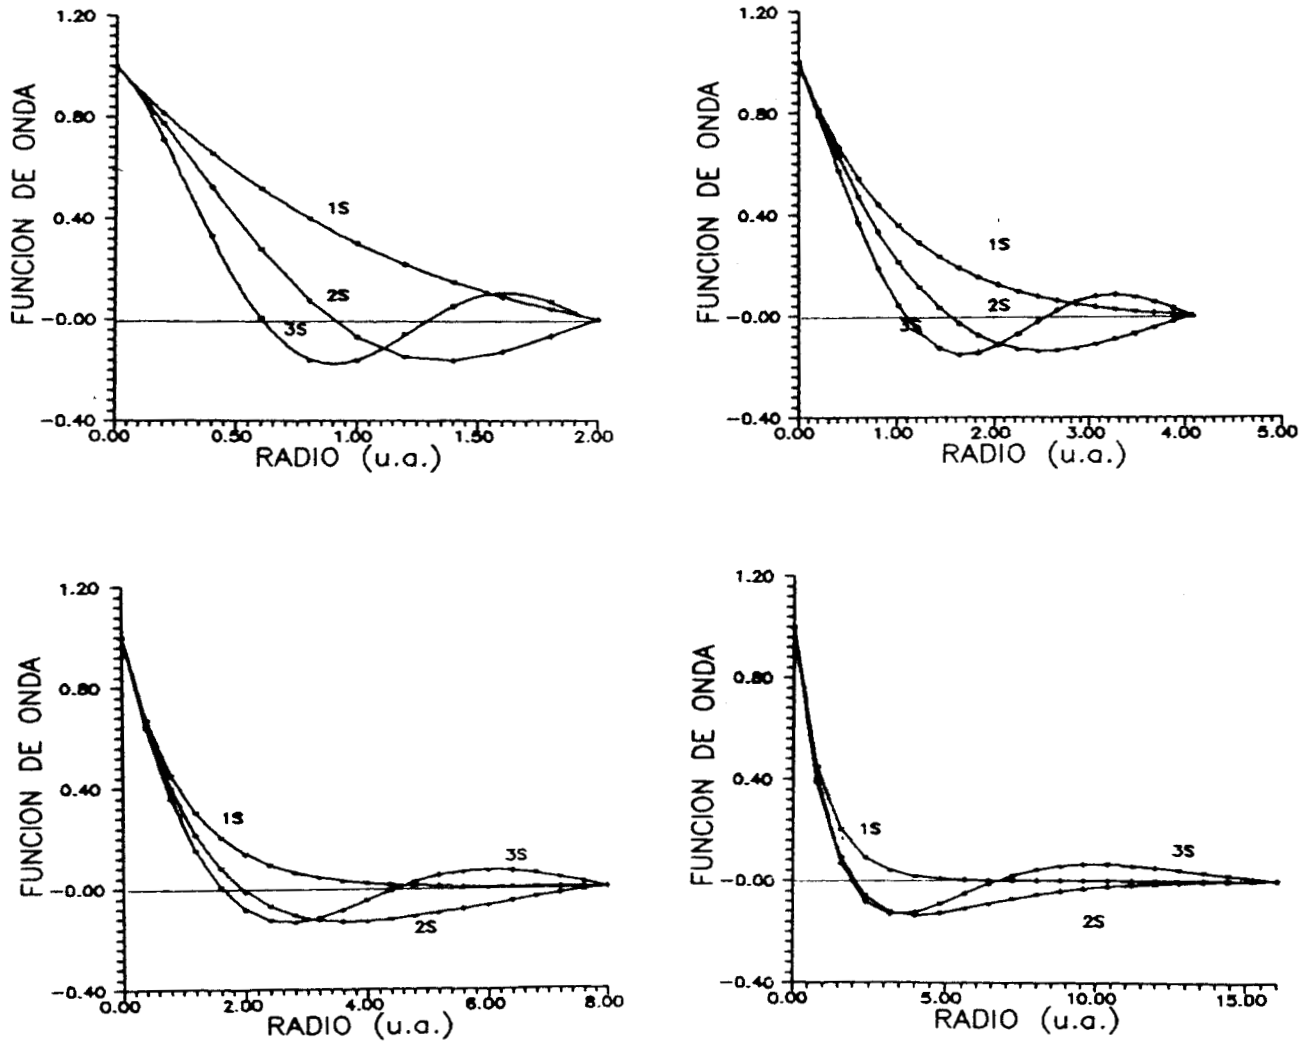 1.20
0.80
0.40
-0.00
-0.40
FUNCION DE ONDA
1S
2S
3S
0.00 0.50 1.00 1.50 2.00
RADIO (u.a.)
1.20
0.80
0.40
-0.00
-0.40
FUNCION DE ONDA
1S
2S
3S
0.00 1.00 2.00 3.00 4.00 5.00
RADIO (u.a.)
1.20
0.80
0.40
-0.00
-0.40
FUNCION DE ONDA
1S
3S
2S
0.00 2.00 4.00 6.00 8.00
RADIO (u.a.)
1.20
0.80
0.40
-0.00
-0.40
FUNCION DE ONDA
1S
3S
2S
0.00 5.00 10.00 15.00
RADIO (u.a.)